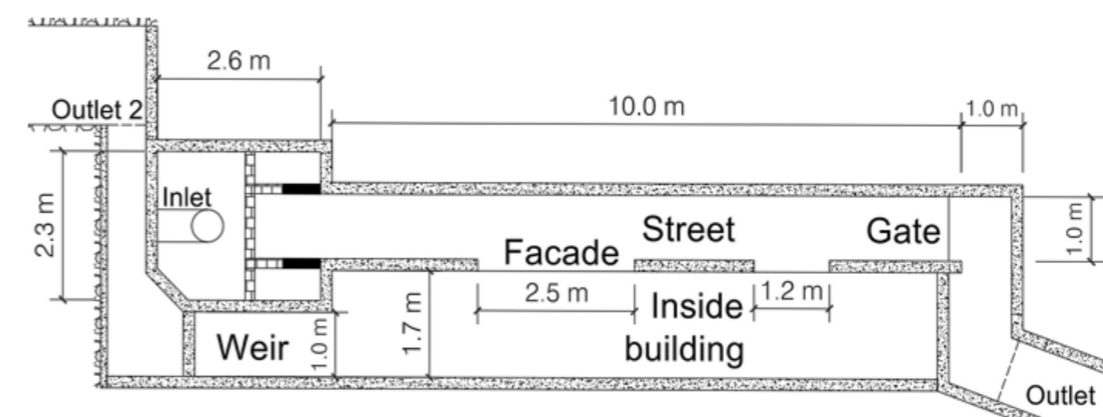 2.6 m
Outlet 2
10.0 m
1.0 m
Inlet
2.3 m
Street
Gate
1.0 m
Facade
2.5 m
Inside
building
1.2 m
1.7 m
Weir
1.0 m
Outlet